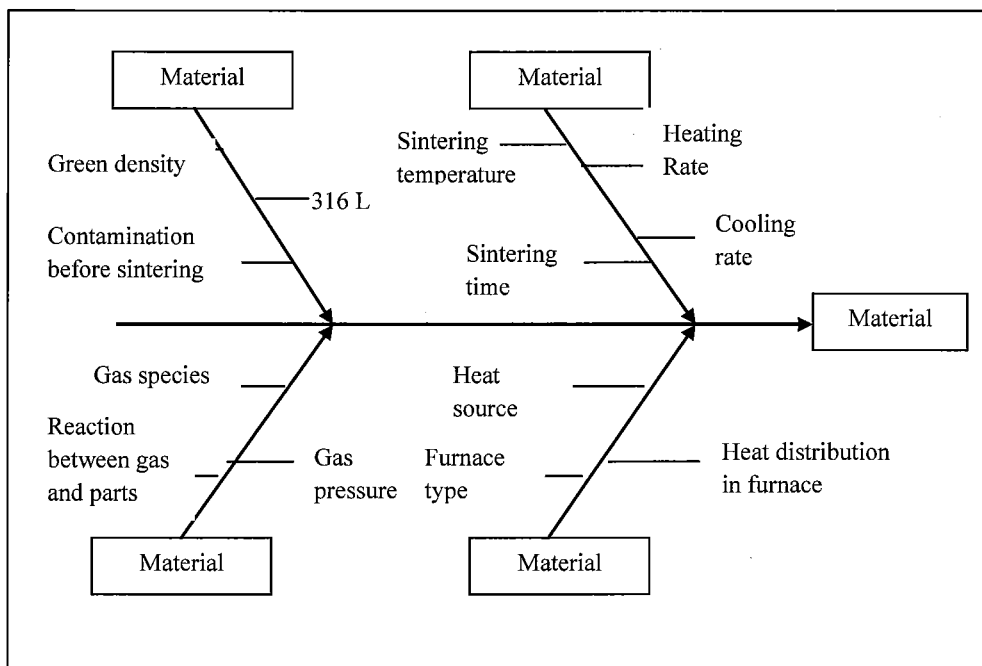 Material
Material
Green density
316 L
Contamination
before sintering
Sintering
temperature
Heating
Rate
Sintering
time
Cooling
rate
Material
Gas species
Reaction
between gas
and parts
Gas
pressure
Heat
source
Furnace
type
Heat distribution
in furnace
Material
Material